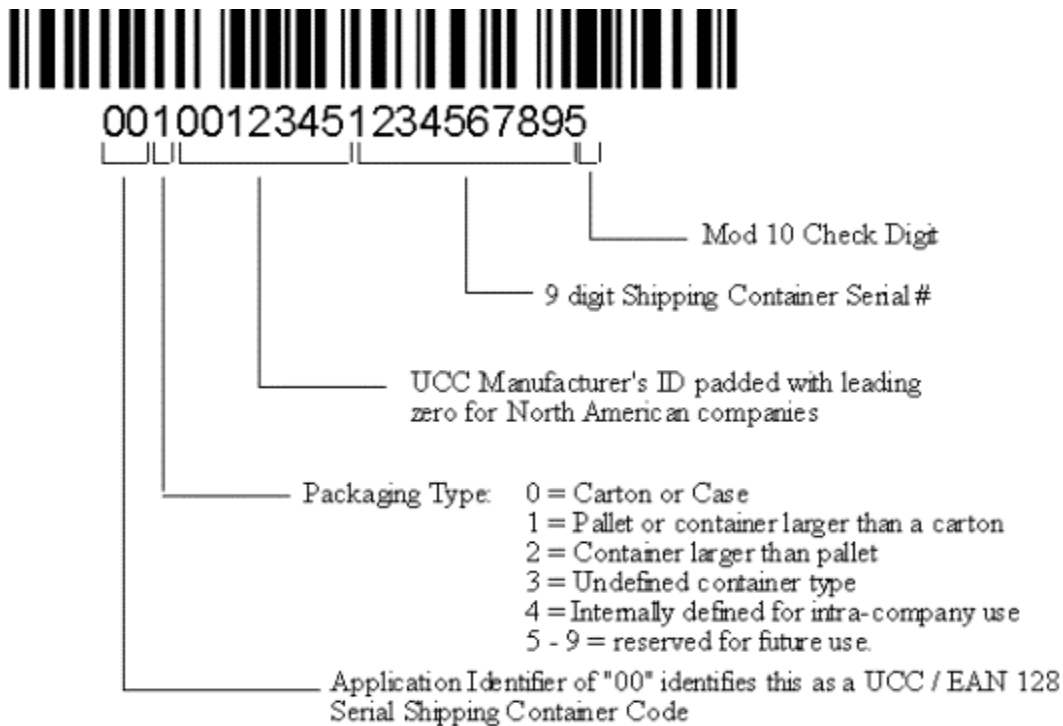 00100123451234567895
Mod 10 Check Digit
9 digit Shipping Container Serial #
UCC Manufacturer's ID padded with leading
zero for North American companies
Packaging Type: 0 = Carton or Case
1 = Pallet or container larger than a carton
2 = Container larger than pallet
3 = Undefined container type
4 = Internally defined for intra-company use
5 - 9 = reserved for future use.
Application Identifier of "00" identifies this as a UCC / EAN 128
Serial Shipping Container Code